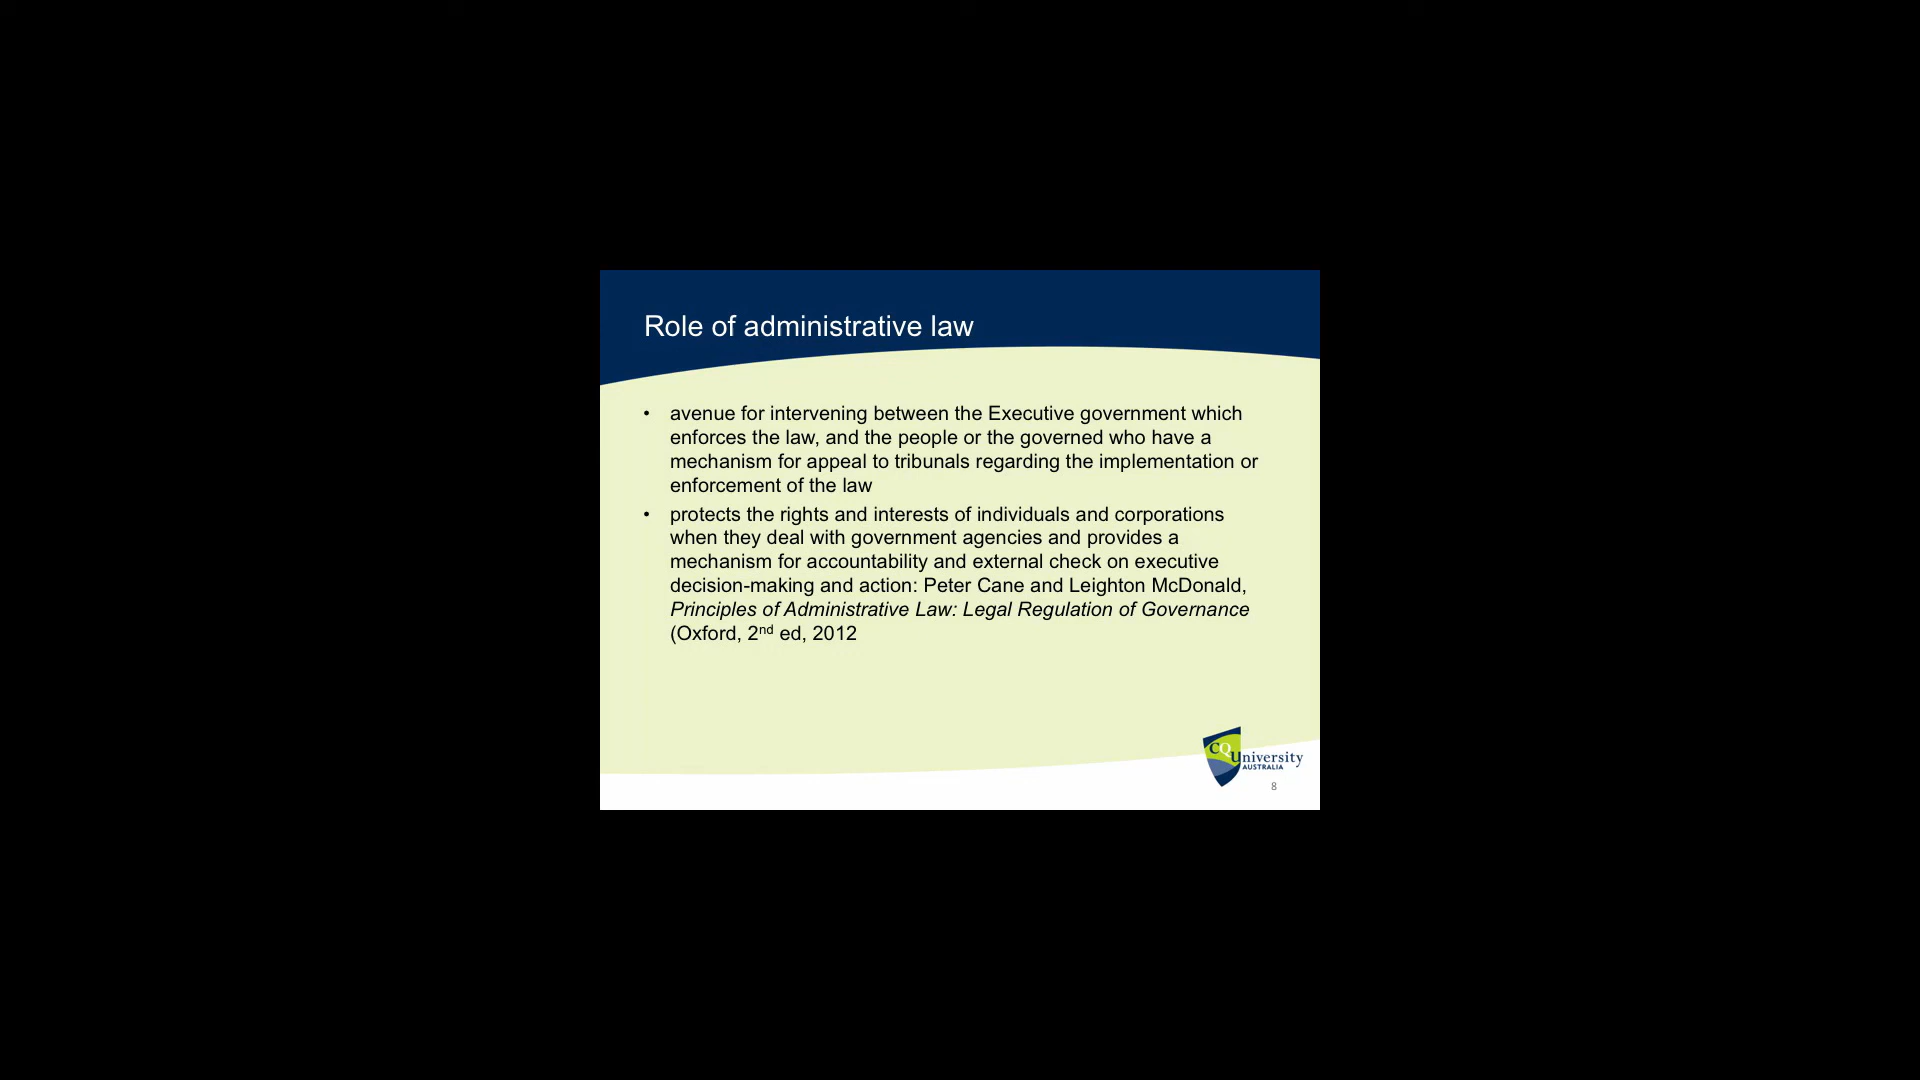 Role of administrative law
• avenue for intervening between the Executive government which
enforces the law, and the people or the governed who have a
mechanism for appeal to tribunals regarding the implementation or
enforcement of the law
• protects the rights and interests of individuals and corporations
when they deal with government agencies and provides a
mechanism for accountability and external check on executive
decision-making and action: Peter Cane and Leighton McDonald,
Principles of Administrative Law: Legal Regulation of Governance
(Oxford, 2nd ed, 2012
CQUniversity
AUSTRALIA
8